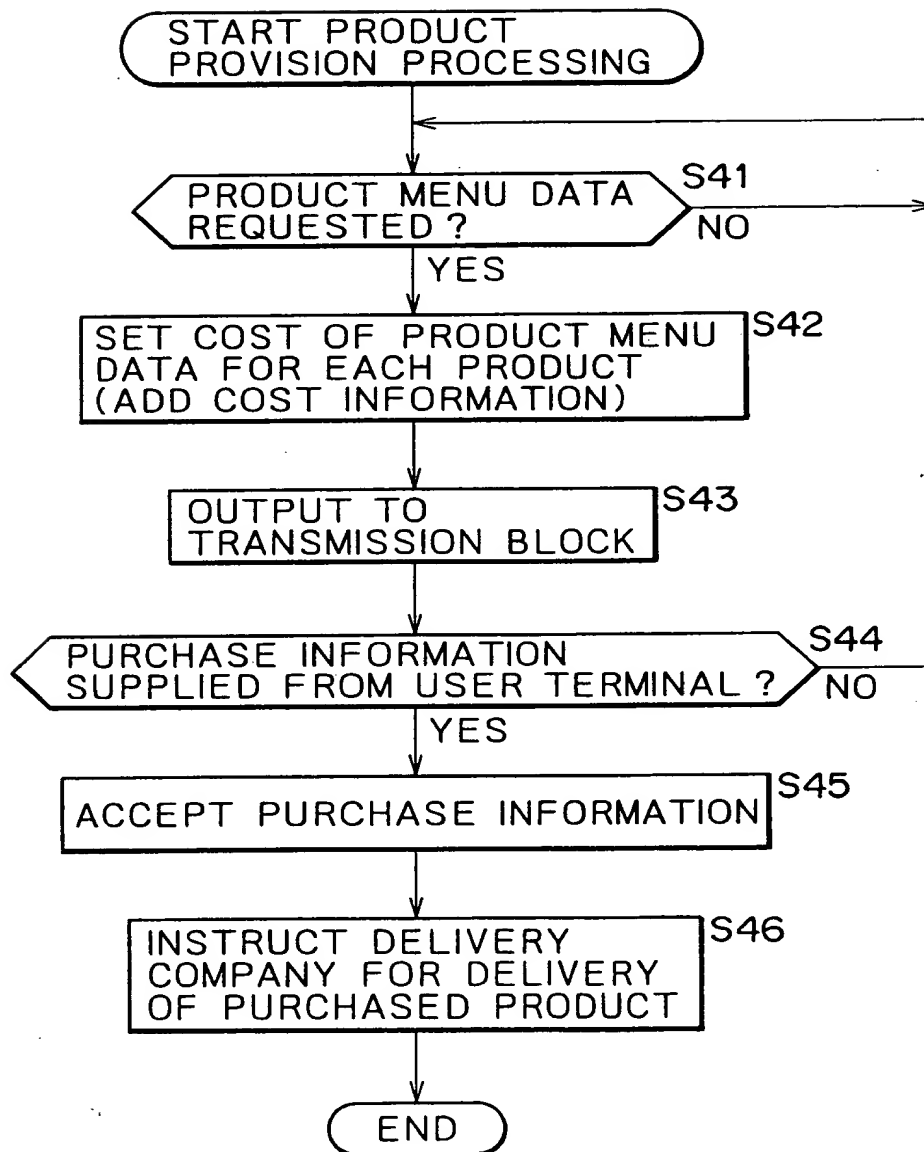 START PRODUCT
PROVISION PROCESSING
S41
PRODUCT MENU DATA
REQUESTED?
NO
YES
S42
SET COST OF PRODUCT MENU
DATA FOR EACH PRODUCT
(ADD COST INFORMATION)
S43
OUTPUT TO
TRANSMISSION BLOCK
S44
PURCHASE INFORMATION
SUPPLIED FROM USER TERMINAL?
NO
YES
S45
ACCEPT PURCHASE INFORMATION
S46
INSTRUCT DELIVERY
COMPANY FOR DELIVERY
OF PURCHASED PRODUCT
END